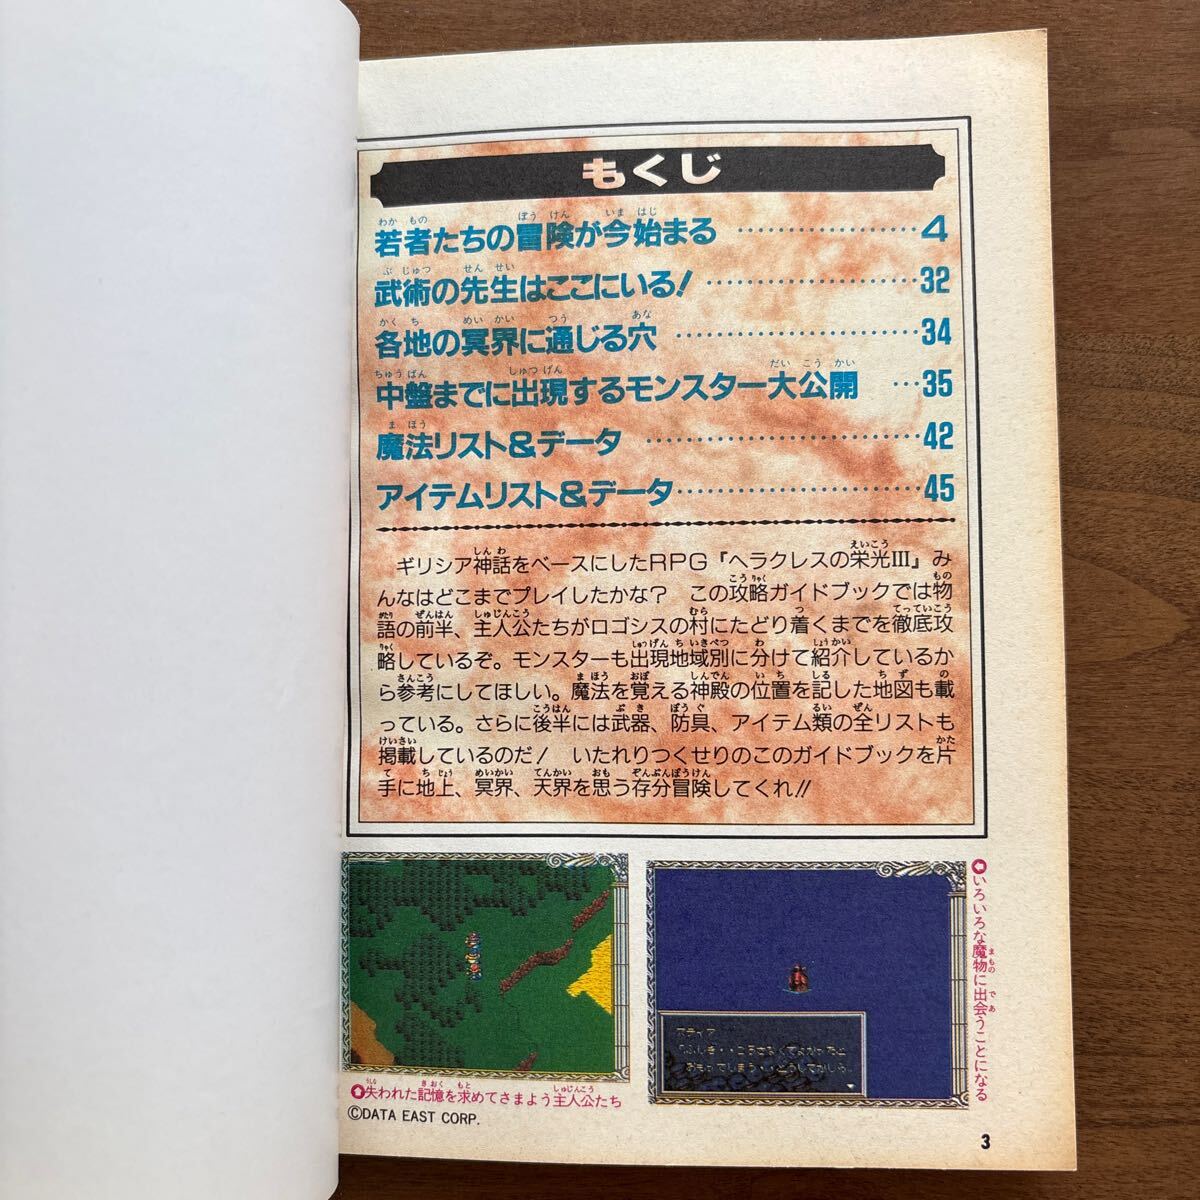 もくじ
若者たちの冒険が今始まる ………………4
武術の先生はここにいる! ………………32
各地の冥界に通じる穴 ………………34
中盤までに出現するモンスター大公開 …35
魔法リスト&データ ………………42
アイテムリスト&データ………………45
ギリシア神話をベースにしたRPG『ヘラクレスの栄光III』み
んなはどこまでプレイしたかな? この攻略ガイドブックでは物
語の前半、主人公たちがロゴシスの村にたどり着くまでを徹底攻
略しているぞ。モンスターも出現地域別に分けて紹介しているか
ら参考にしてほしい。魔法を覚える神殿の位置を記した地図も載
っている。さらに後半には武器、防具、アイテム類の全リストも
掲載しているのだ! いたれりつくせりのこのガイドブックを片
手に地上、冥界、天界を思う存分冒険してくれ!!
いろいろな魔物に出会うことになる
失われた記憶を求めてさまよう主人公たち
©DATA EAST CORP.
3